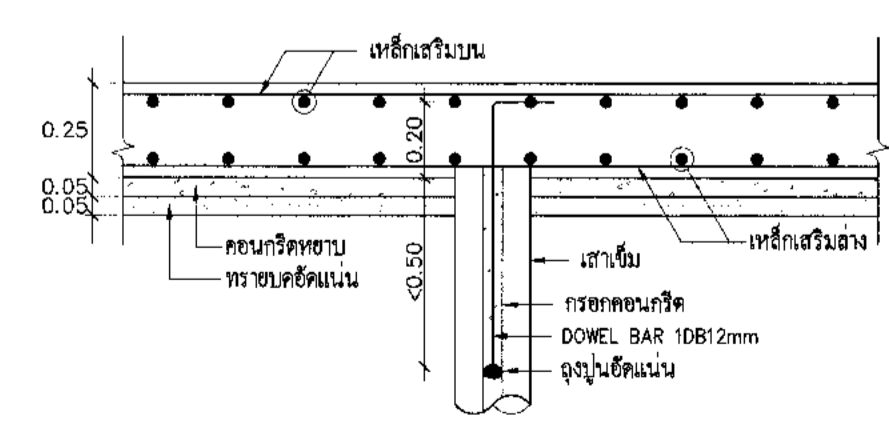 เหล็กเสริมบน
0.25
0.20
0.05
0.05
คอนกรีตหยาบ
ทรายบดอัดแน่น
<0.50
เหล็กเสริมล่าง
เสาเข็ม
กรอกคอนกรีต
DOWEL BAR 1DB12mm
ถุงปูนอัดแน่น